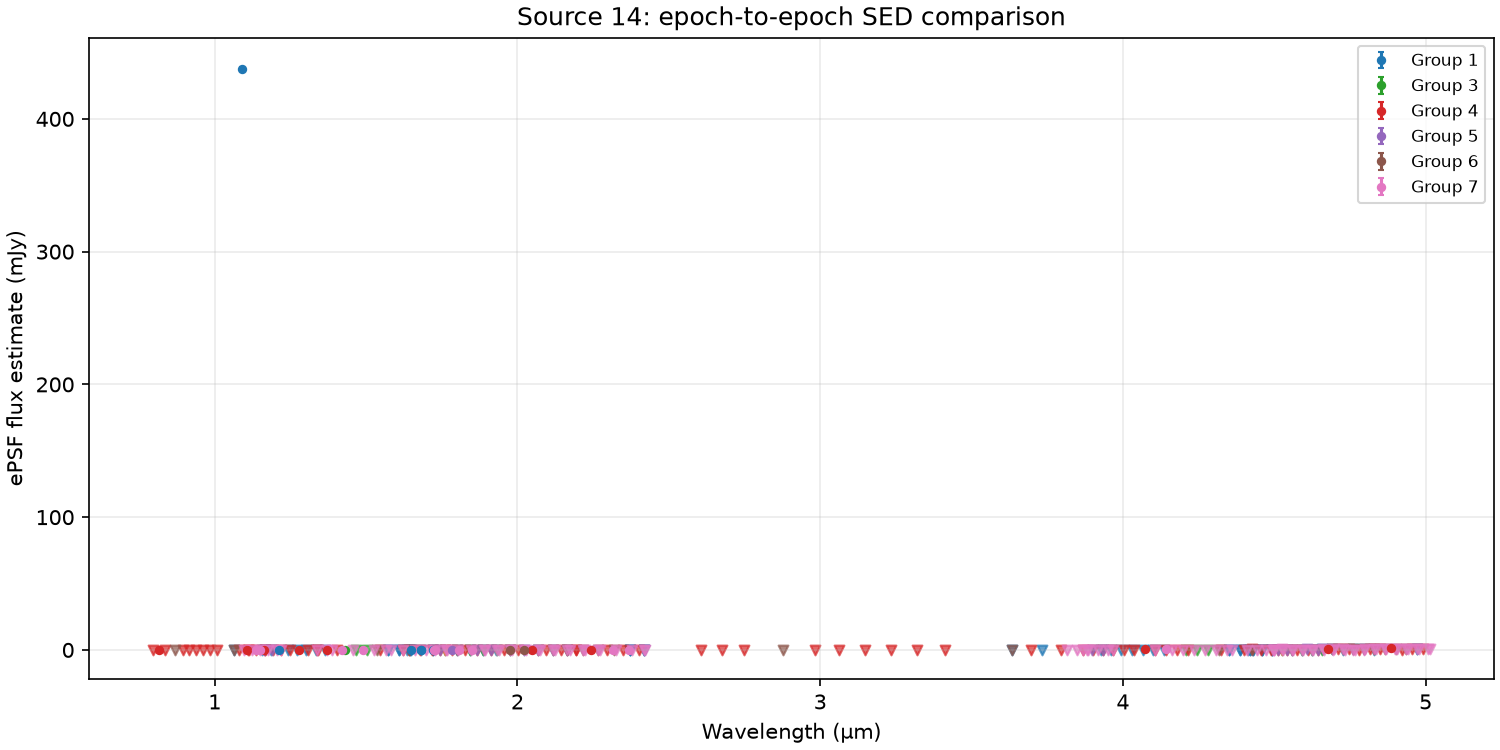 Source 14: epoch-to-epoch SED comparison
ePSF flux estimate (mJy)
400
300
200
100
0
1
2
3
4
5
Wavelength (µm)
Group 1
Group 3
Group 4
Group 5
Group 6
Group 7